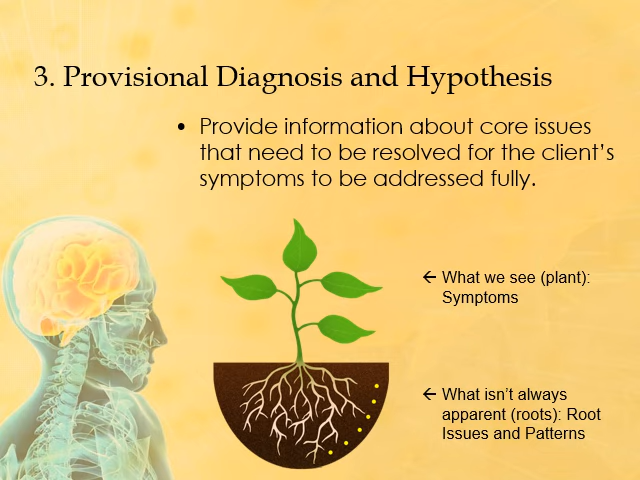 3. Provisional Diagnosis and Hypothesis
• Provide information about core issues
that need to be resolved for the client’s
symptoms to be addressed fully.
← What we see (plant):
Symptoms
← What isn’t always
apparent (roots): Root
Issues and Patterns